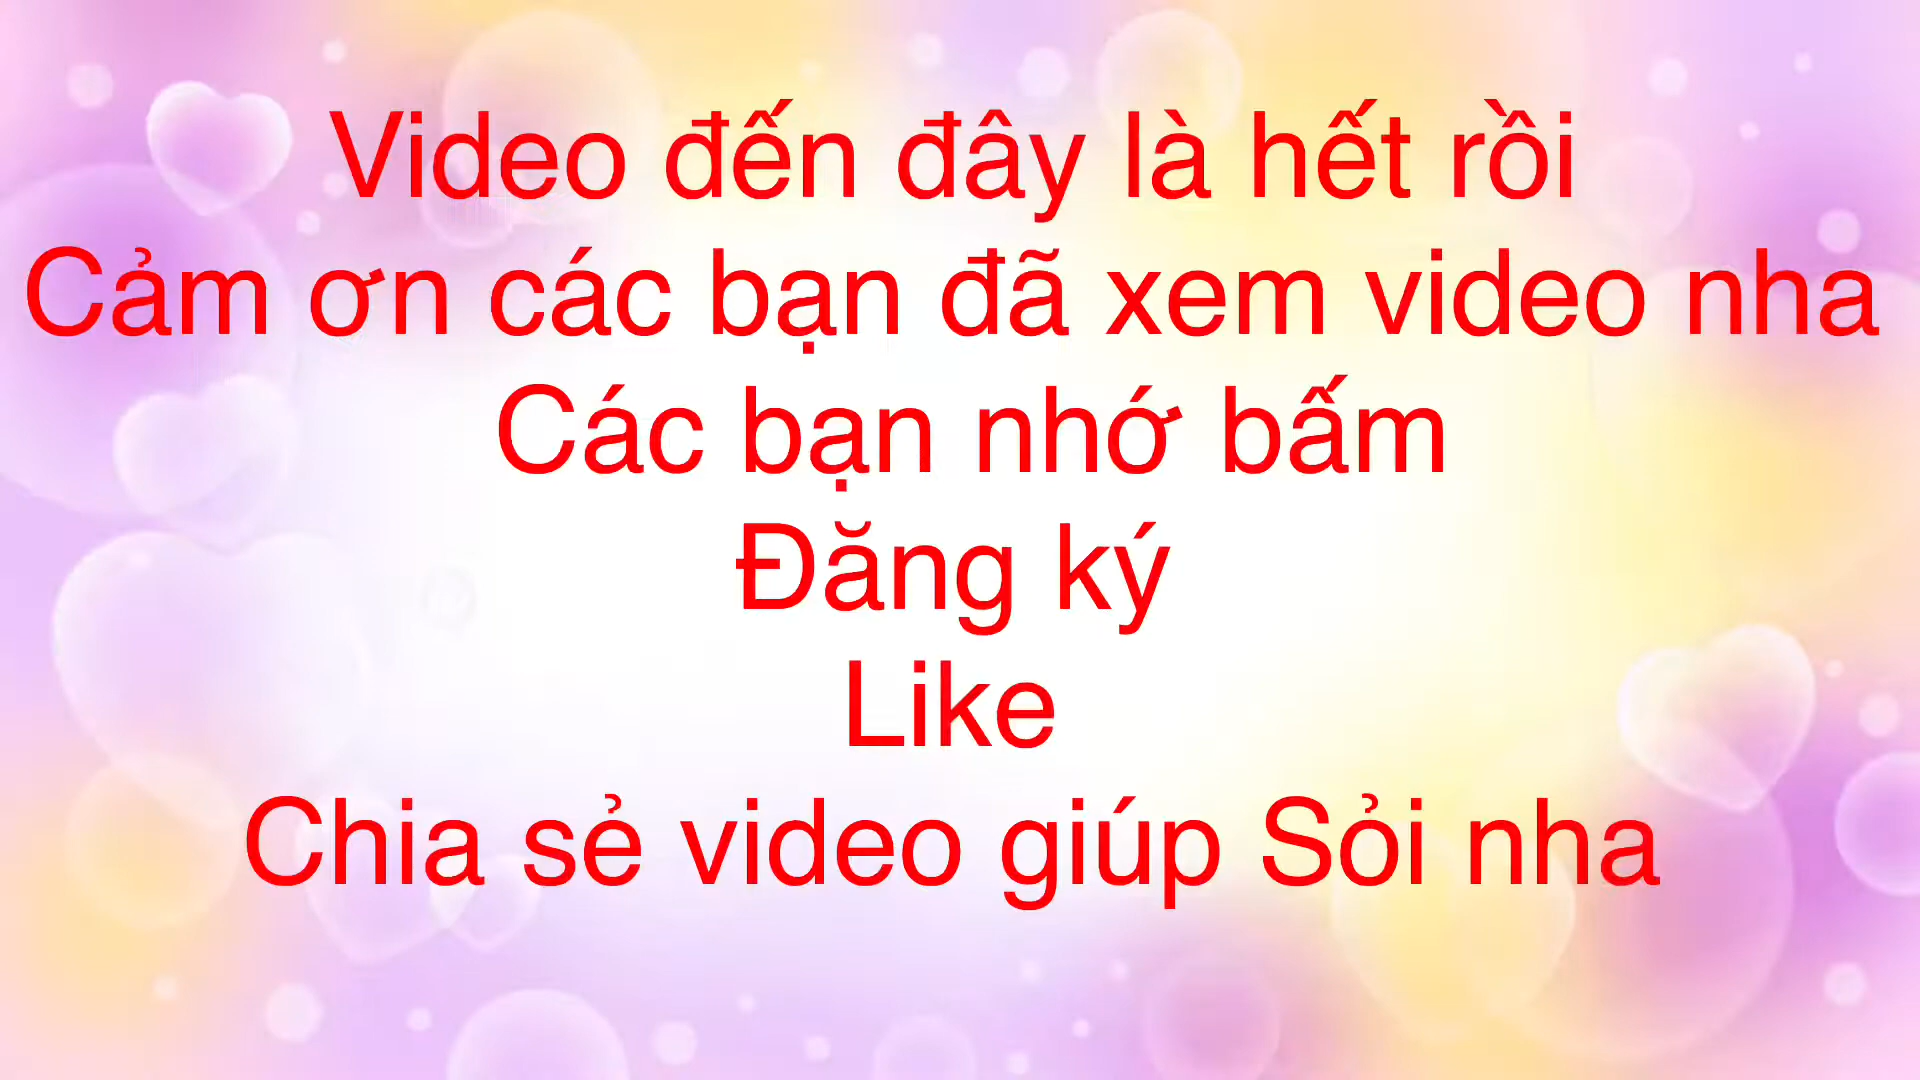 Video đến đây là hết rồi
Cảm ơn các bạn đã xem video nha
Các bạn nhớ bấm
Đăng ký
Like
Chia sẻ video giúp Sỏi nha